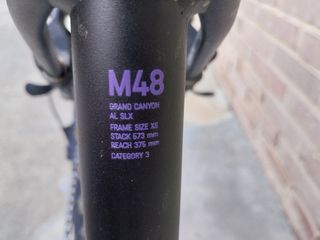 M48
GRAND CANYON
AL SLX
FRAME SIZE XS
STACK 573 mm
REACH 375 mm
CATEGORY 3